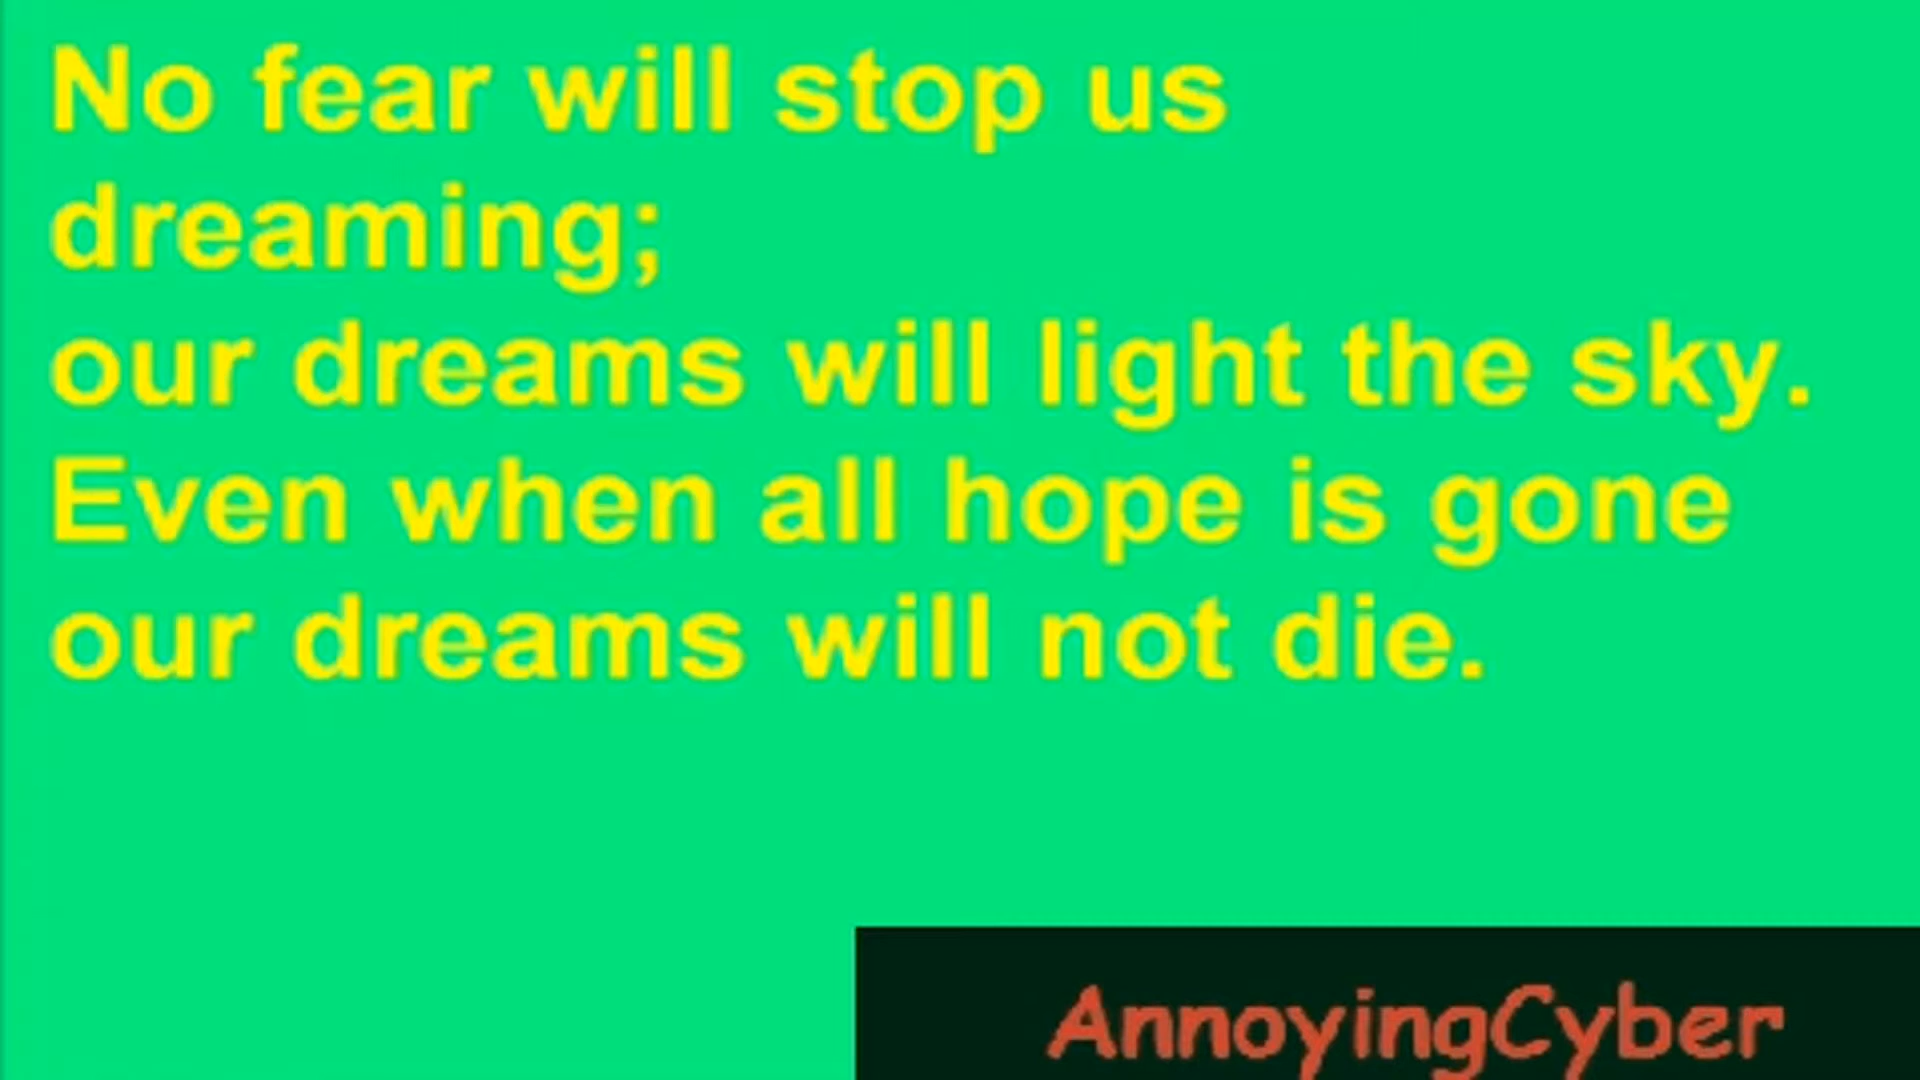 No fear will stop us
dreaming;
our dreams will light the sky.
Even when all hope is gone
our dreams will not die.
AnnoyingCyber